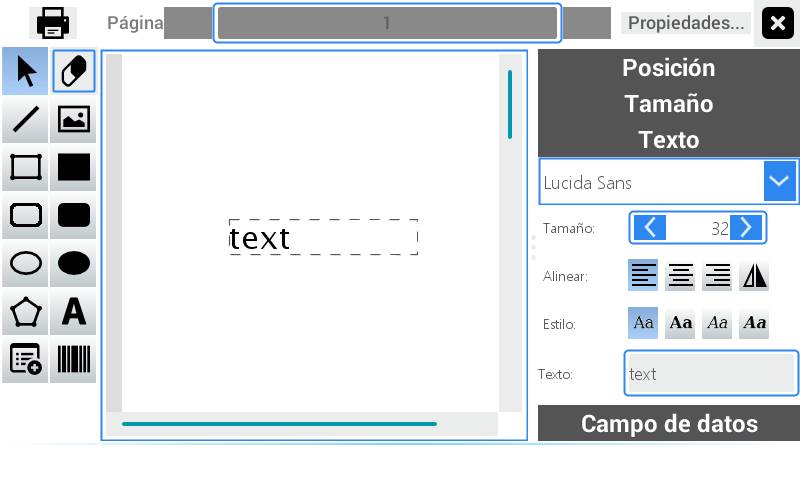 Página
1
Propiedades...
Posición
Tamaño
Texto
Lucida Sans
Tamaño:
32
Alinear:
Estilo:
Aa Aa Aa Aa
Texto:
text
Campo de datos
A
text